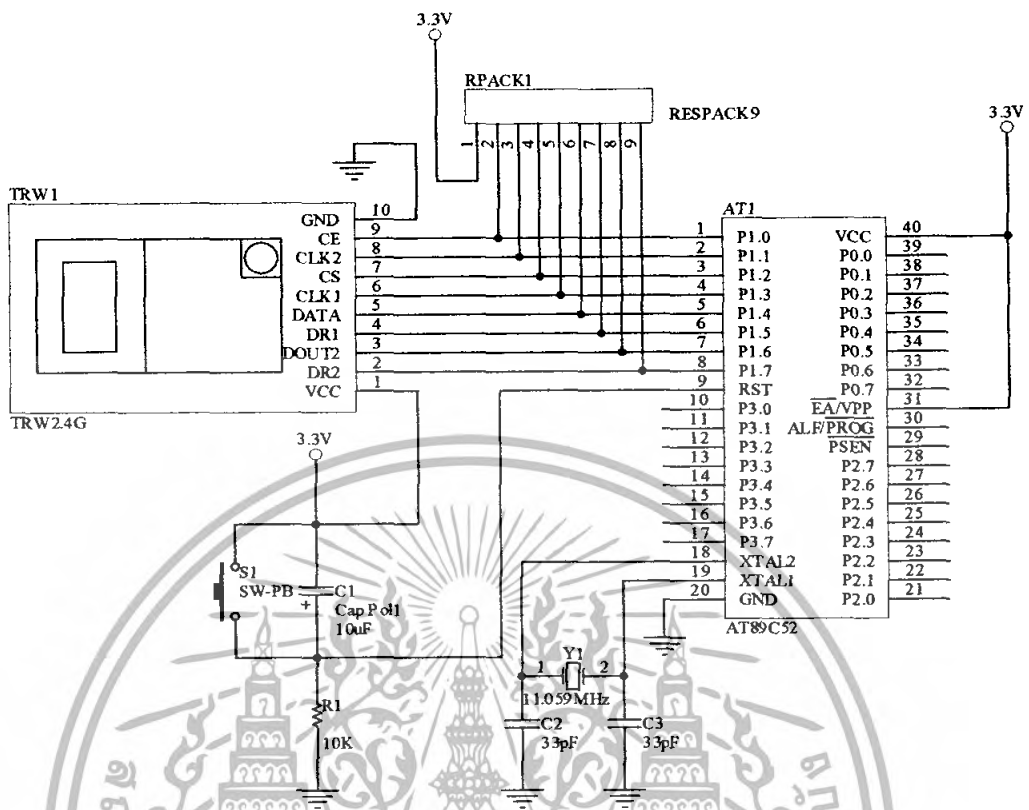 3.3V
RPACK1
RESPACK9
1 2 3 4 5 6 7 8 9
3.3V
TRW1
GND 10
CE 9
CLK2 8
CS 7
CLK1 6
DATA 5
DR1 4
DOUT2 3
DR2 2
VCC 1
TRW2.4G
AT1
1 P1.0 VCC 40
2 P1.1 P0.0 39
3 P1.2 P0.1 38
4 P1.3 P0.2 37
5 P1.4 P0.3 36
6 P1.5 P0.4 35
7 P1.6 P0.5 34
8 P1.7 P0.6 33
9 RST P0.7 32
10 P3.0 EA/VPP 31
11 P3.1 ALE/PROG 30
12 P3.2 PSEN 29
13 P3.3 P2.7 28
14 P3.4 P2.6 27
15 P3.5 P2.5 26
16 P3.6 P2.4 25
17 P3.7 P2.3 24
18 XTAL2 P2.2 23
19 XTAL1 P2.1 22
20 GND P2.0 21
AT89C52
3.3V
S1
SW-PB
C1
+
Cap Pol1
10uF
R1
10K
Y1
1 2
11.059MHz
C2
33pF
C3
33pF